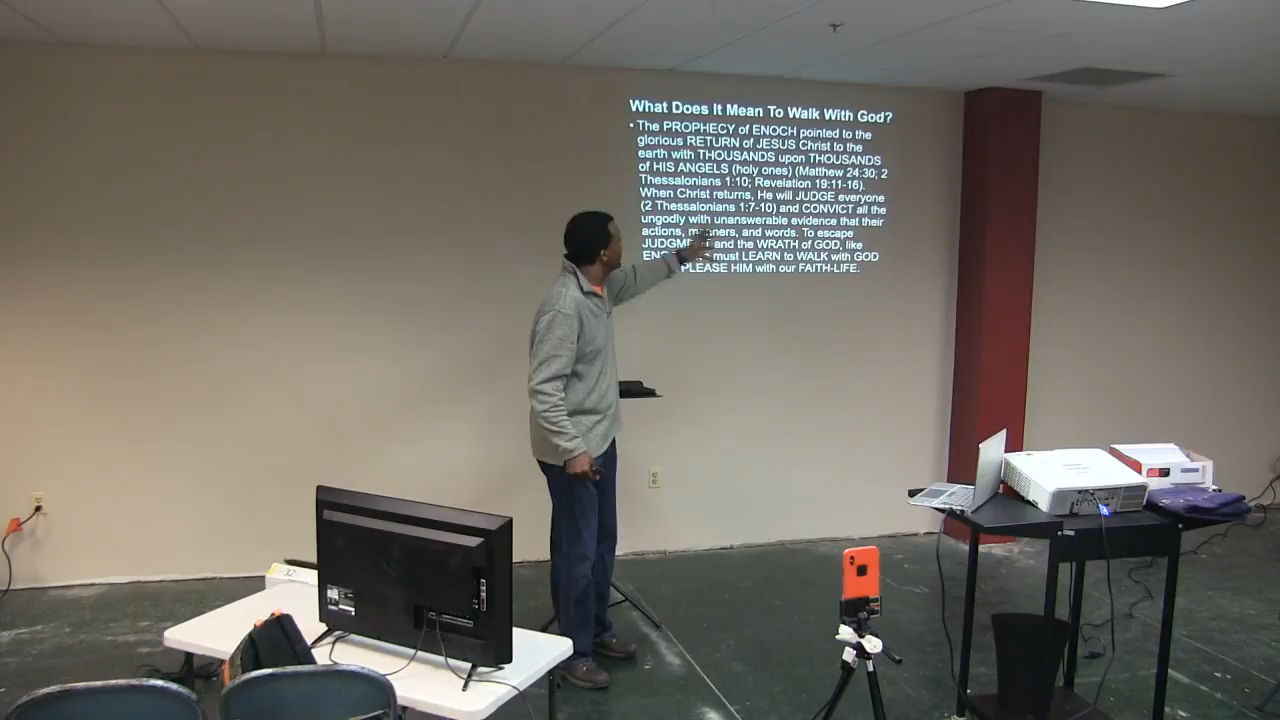 What Does It Mean To Walk With God?
• The PROPHECY of ENOCH pointed to the
glorious RETURN of JESUS Christ to the
earth with THOUSANDS upon THOUSANDS
of HIS ANGELS (holy ones) (Matthew 24:30; 2
Thessalonians 1:10; Revelation 19:11-16).
When Christ returns, He will JUDGE everyone
(2 Thessalonians 1:7-10) and CONVICT all the
ungodly with unanswerable evidence that their
actions, manners, and words. To escape
JUDGMENT and the WRATH of GOD, like
must LEARN to WALK with GOD
PLEASE HIM with our FAITH-LIFE.
32